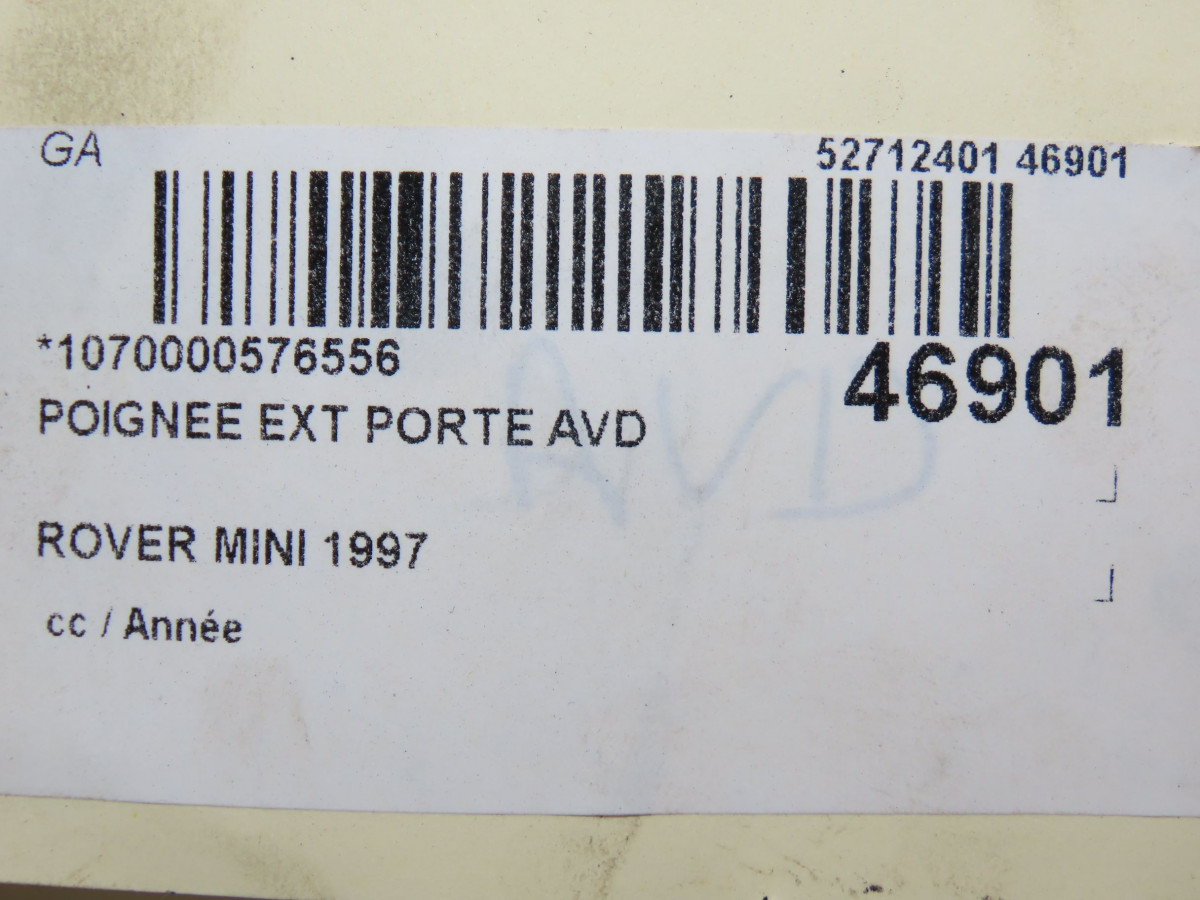 GA
52712401 46901
*1070000576556
46901
POIGNEE EXT PORTE AVD
AVD
ROVER MINI 1997
cc / Année